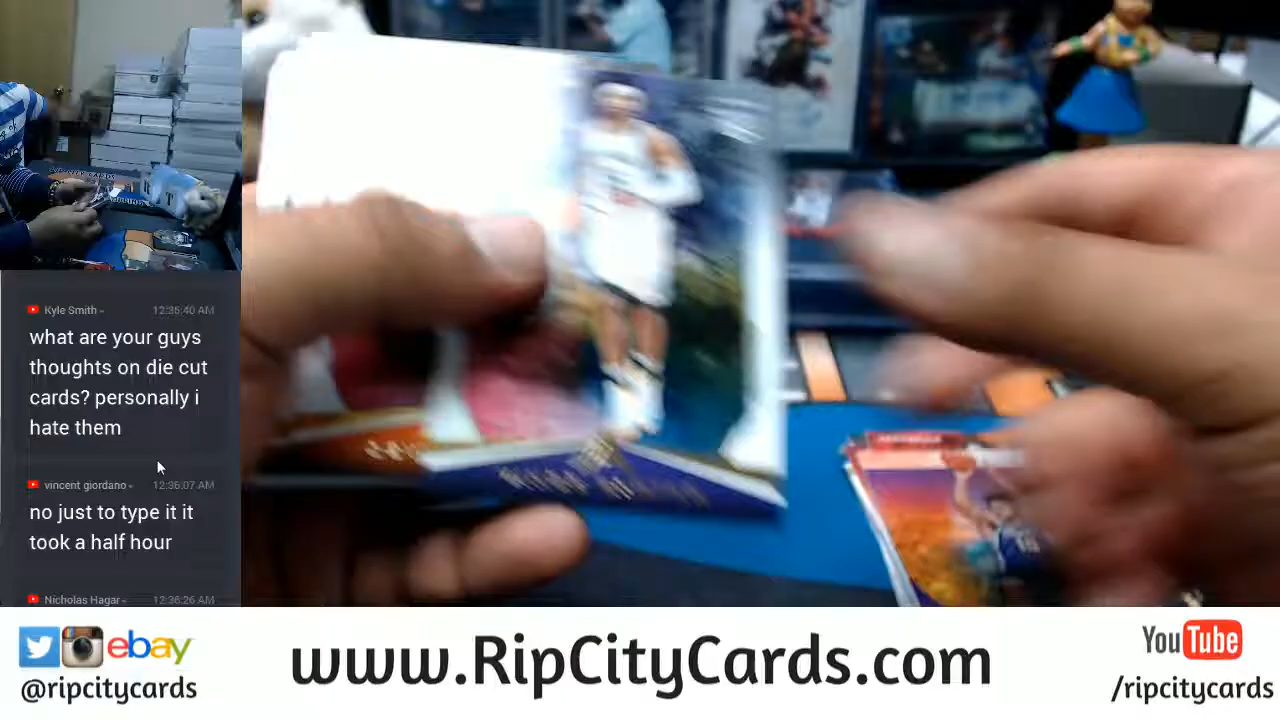 Kyle Smith
12:35:40 AM
what are your guys
thoughts on die cut
cards? personally i
hate them
vincent giordano
12:36:07 AM
no just to type it it
took a half hour
Nicholas Hagar
12:36:26 AM
ebay
@ripcitycards
www.RipCityCards.com
YouTube
/ripcitycards